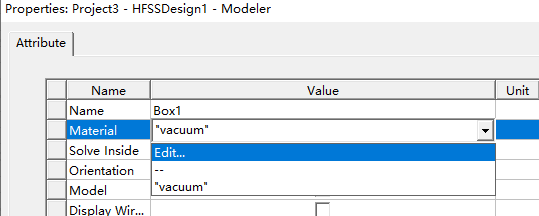 Properties: Project3 - HFSSDesign1 - Modeler
Attribute
Name Value Unit
Name Box1
Material "vacuum"
Solve Inside Edit...
Orientation --
Model "vacuum"
Display Wir...